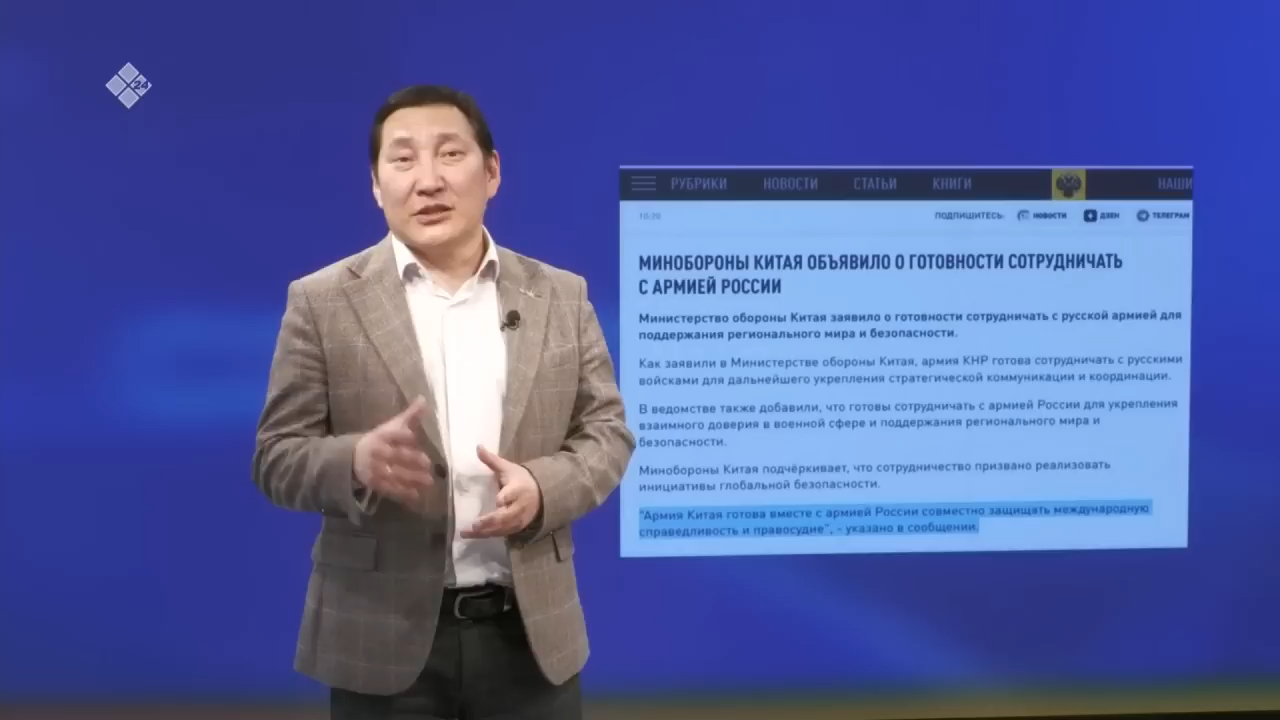 24
РУБРИКИ НОВОСТИ СТАТЬИ КНИГИ НАШИ
10:20
ПОДПИШИТЕСЬ: НОВОСТИ ДЗЕН ТЕЛЕГРАМ
МИНОБОРОНЫ КИТАЯ ОБЪЯВИЛО О ГОТОВНОСТИ СОТРУДНИЧАТЬ
С АРМИЕЙ РОССИИ
Министерство обороны Китая заявило о готовности сотрудничать с русской армией для
поддержания регионального мира и безопасности.
Как заявили в Министерстве обороны Китая, армия КНР готова сотрудничать с русскими
войсками для дальнейшего укрепления стратегической коммуникации и координации.
В ведомстве также добавили, что готовы сотрудничать с армией России для укрепления
взаимного доверия в военной сфере и поддержания регионального мира и
безопасности.
Минобороны Китая подчёркивает, что сотрудничество призвано реализовать
инициативы глобальной безопасности.
"Армия Китая готова вместе с армией России совместно защищать международную
справедливость и правосудие", - указано в сообщении.